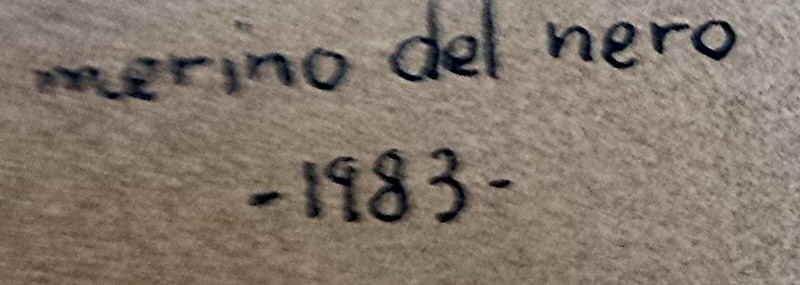 merino del nero
-1983-